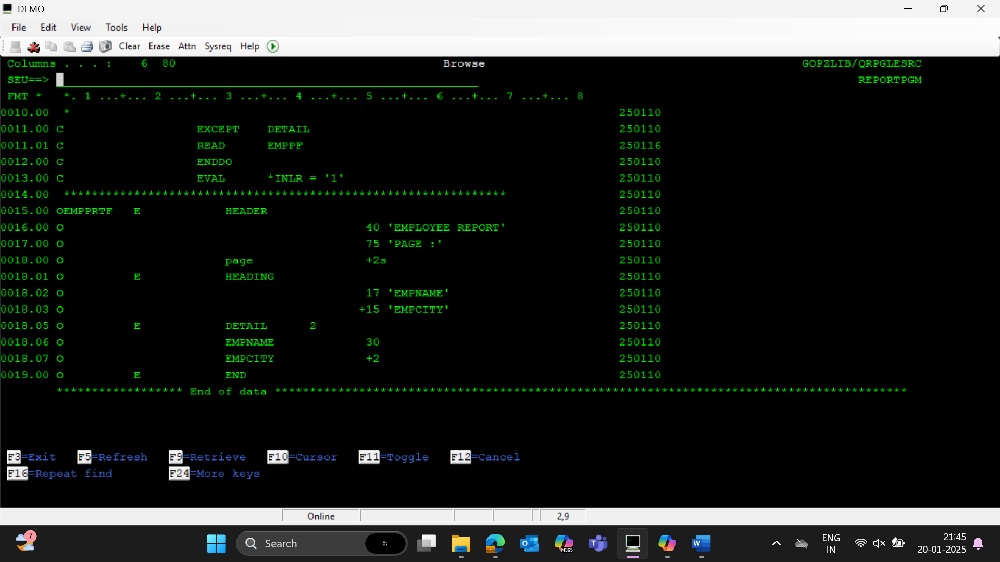 DEMO
File Edit View Tools Help
Clear Erase Attn Sysreq Help
Columns . . . :    6  80                                      Browse                                             GOPZLIB/QRPGLESRC
SEU==>                                                                                                                   REPORTPGM
FMT *   *. 1 ...+... 2 ...+... 3 ...+... 4 ...+... 5 ...+... 6 ...+... 7 ...+... 8
0010.00  *                                                                              250110
0011.00 C                   EXCEPT    DETAIL                                            250110
0011.01 C                   READ      EMPPF                                             250116
0012.00 C                   ENDDO                                                       250110
0013.00 C                   EVAL      *INLR = '1'                                       250110
0014.00  ***************************************************************                250110
0015.00 OEMPPRTF   E            HEADER                                                  250110
0016.00 O                                           40 'EMPLOYEE REPORT'                250110
0017.00 O                                           75 'PAGE :'                         250110
0018.00 O                       page                +2s                                 250110
0018.01 O          E            HEADING                                                 250110
0018.02 O                                           17 'EMPNAME'                        250110
0018.03 O                                          +15 'EMPCITY'                        250110
0018.05 O          E            DETAIL      2                                           250110
0018.06 O                       EMPNAME             30                                  250110
0018.07 O                       EMPCITY             +2                                  250110
0019.00 O          E            END                                                     250110
****************** End of data ******************************************************************************************
F3=Exit   F5=Refresh   F9=Retrieve   F10=Cursor   F11=Toggle   F12=Cancel
F16=Repeat find        F24=More keys
Online 2,9
7 Search M365 ENG 21:45
IN 20-01-2025